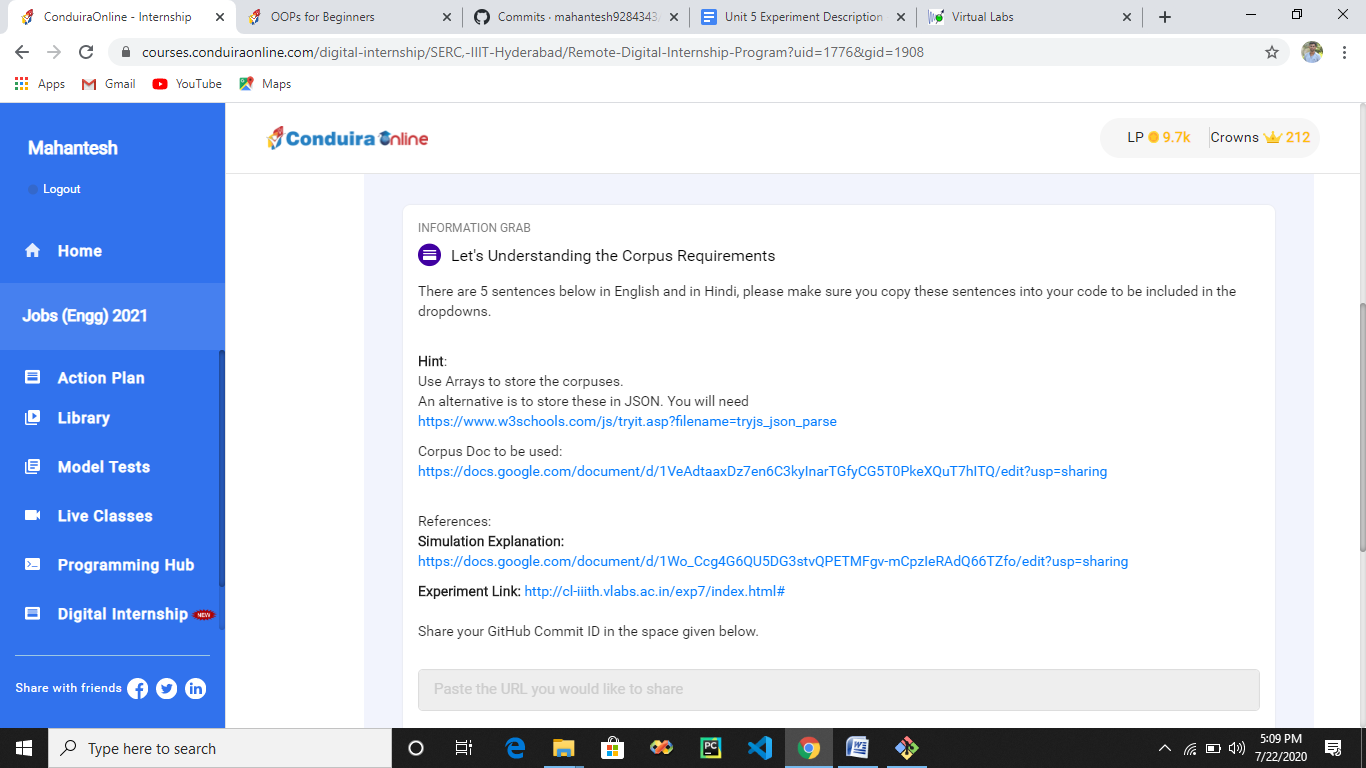 ConduiraOnline - Internship
OOPs for Beginners
Commits · mahantesh9284343/
Unit 5 Experiment Description
Virtual Labs
courses.conduiraonline.com/digital-internship/SERC,-IIIT-Hyderabad/Remote-Digital-Internship-Program?uid=1776&gid=1908
Apps
Gmail
YouTube
Maps
Mahantesh
Logout
Home
Jobs (Engg) 2021
Action Plan
Library
Model Tests
Live Classes
Programming Hub
Digital Internship NEW
Share with friends
Conduira Online
LP 9.7k Crowns 212
INFORMATION GRAB
Let's Understanding the Corpus Requirements
There are 5 sentences below in English and in Hindi, please make sure you copy these sentences into your code to be included in the
dropdowns.
Hint:
Use Arrays to store the corpuses.
An alternative is to store these in JSON. You will need
https://www.w3schools.com/js/tryit.asp?filename=tryjs_json_parse
Corpus Doc to be used:
https://docs.google.com/document/d/1VeAdtaaxDz7en6C3kyInarTGfyCG5T0PkeXQuT7hITQ/edit?usp=sharing
References:
Simulation Explanation:
https://docs.google.com/document/d/1Wo_Ccg4G6QU5DG3stvQPETMFgv-mCpzIeRAdQ66TZfo/edit?usp=sharing
Experiment Link: http://cl-iiith.vlabs.ac.in/exp7/index.html#
Share your GitHub Commit ID in the space given below.
Paste the URL you would like to share
Type here to search
5:09 PM
7/22/2020